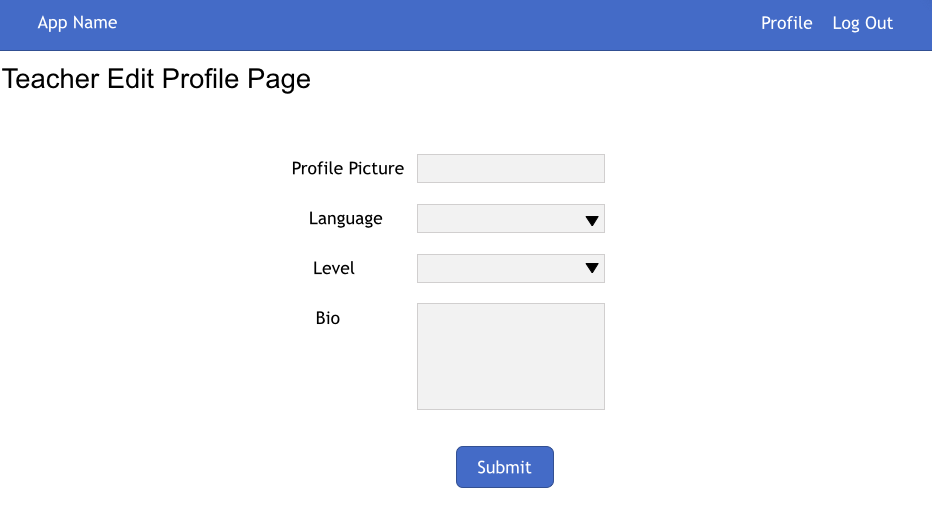 App Name Profile Log Out
Teacher Edit Profile Page
Profile Picture
Language
Level
Bio
Submit